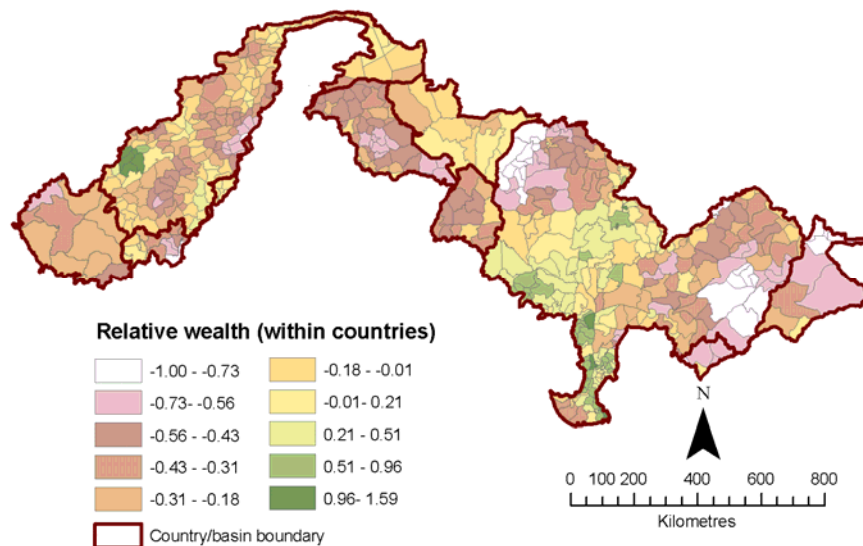 Relative wealth (within countries)
-1.00 - -0.73
-0.73- -0.56
-0.56 - -0.43
-0.43 - -0.31
-0.31 - -0.18
-0.18 - -0.01
-0.01- 0.21
0.21 - 0.51
0.51 - 0.96
0.96- 1.59
Country/basin boundary
N
0 100 200 400 600 800
Kilometres